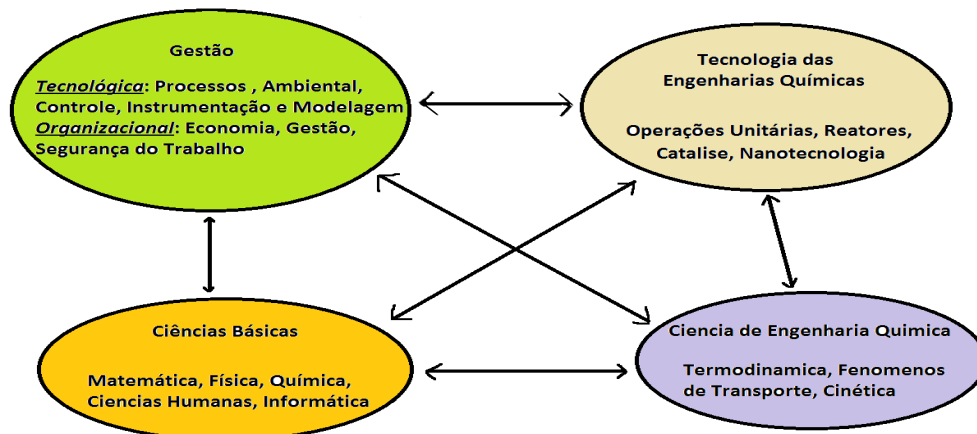 Gestão
Tecnológica: Processos , Ambiental,
Controle, Instrumentação e Modelagem
Organizacional: Economia, Gestão,
Segurança do Trabalho
Tecnologia das
Engenharias Químicas
Operações Unitárias, Reatores,
Catalise, Nanotecnologia
Ciências Básicas
Matemática, Física, Química,
Ciencias Humanas, Informática
Ciencia de Engenharia Quimica
Termodinamica, Fenomenos
de Transporte, Cinética